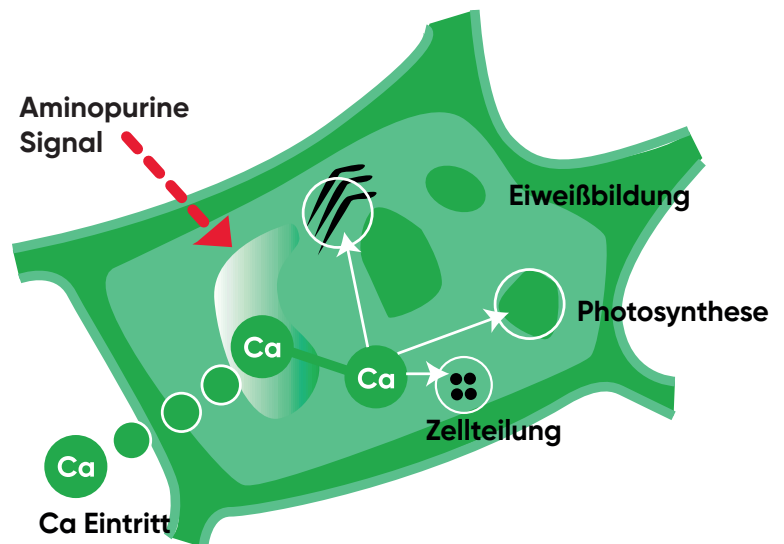 Aminopurine
Signal
Eiweißbildung
Photosynthese
Ca
Ca
Zellteilung
Ca
Ca Eintritt